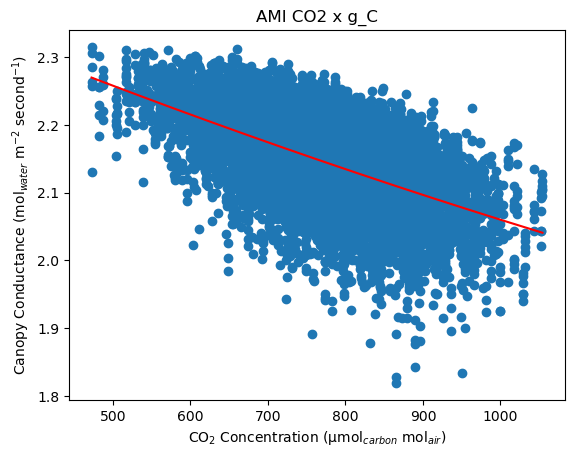 AMI CO2 x g_C
Canopy Conductance (mol_water m⁻² second⁻¹)
2.3
2.2
2.1
2.0
1.9
1.8
500 600 700 800 900 1000
CO₂ Concentration (μmol_carbon mol_air)